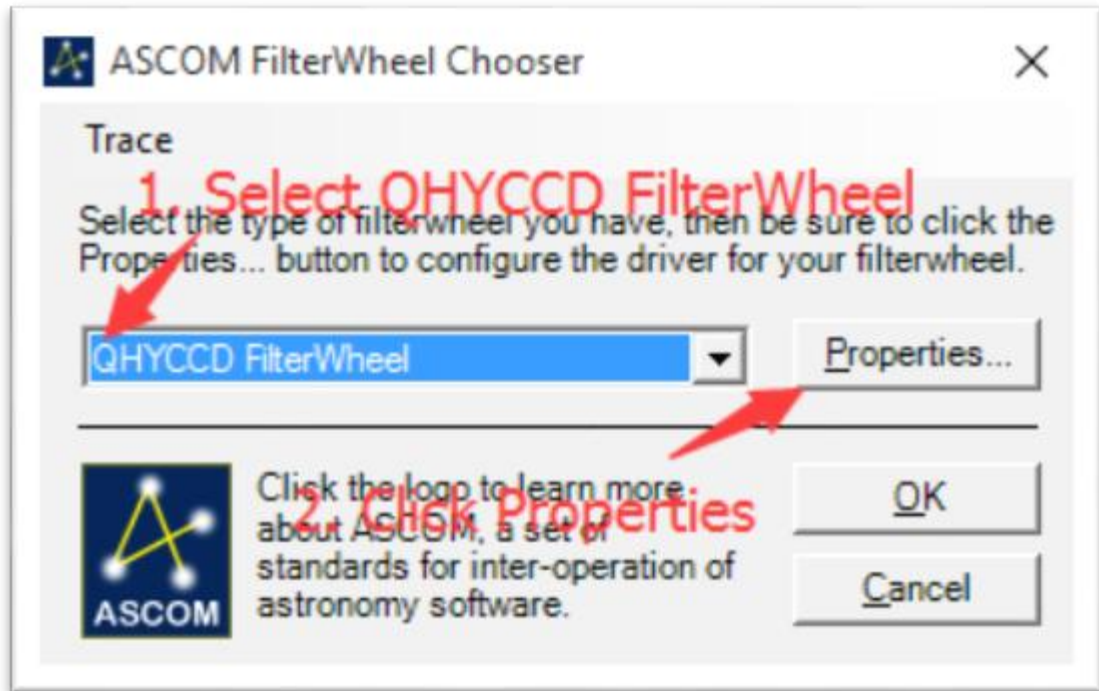 ASCOM FilterWheel Chooser
Trace
1. Select QHYCCD FilterWheel
Select the type of filterwheel you have, then be sure to click the
Properties... button to configure the driver for your filterwheel.
QHYCCD FilterWheel
Properties...
Click the logo to learn more
about ASCOM, a set of
standards for inter-operation of
astronomy software.
2. Click Properties
OK
Cancel
ASCOM